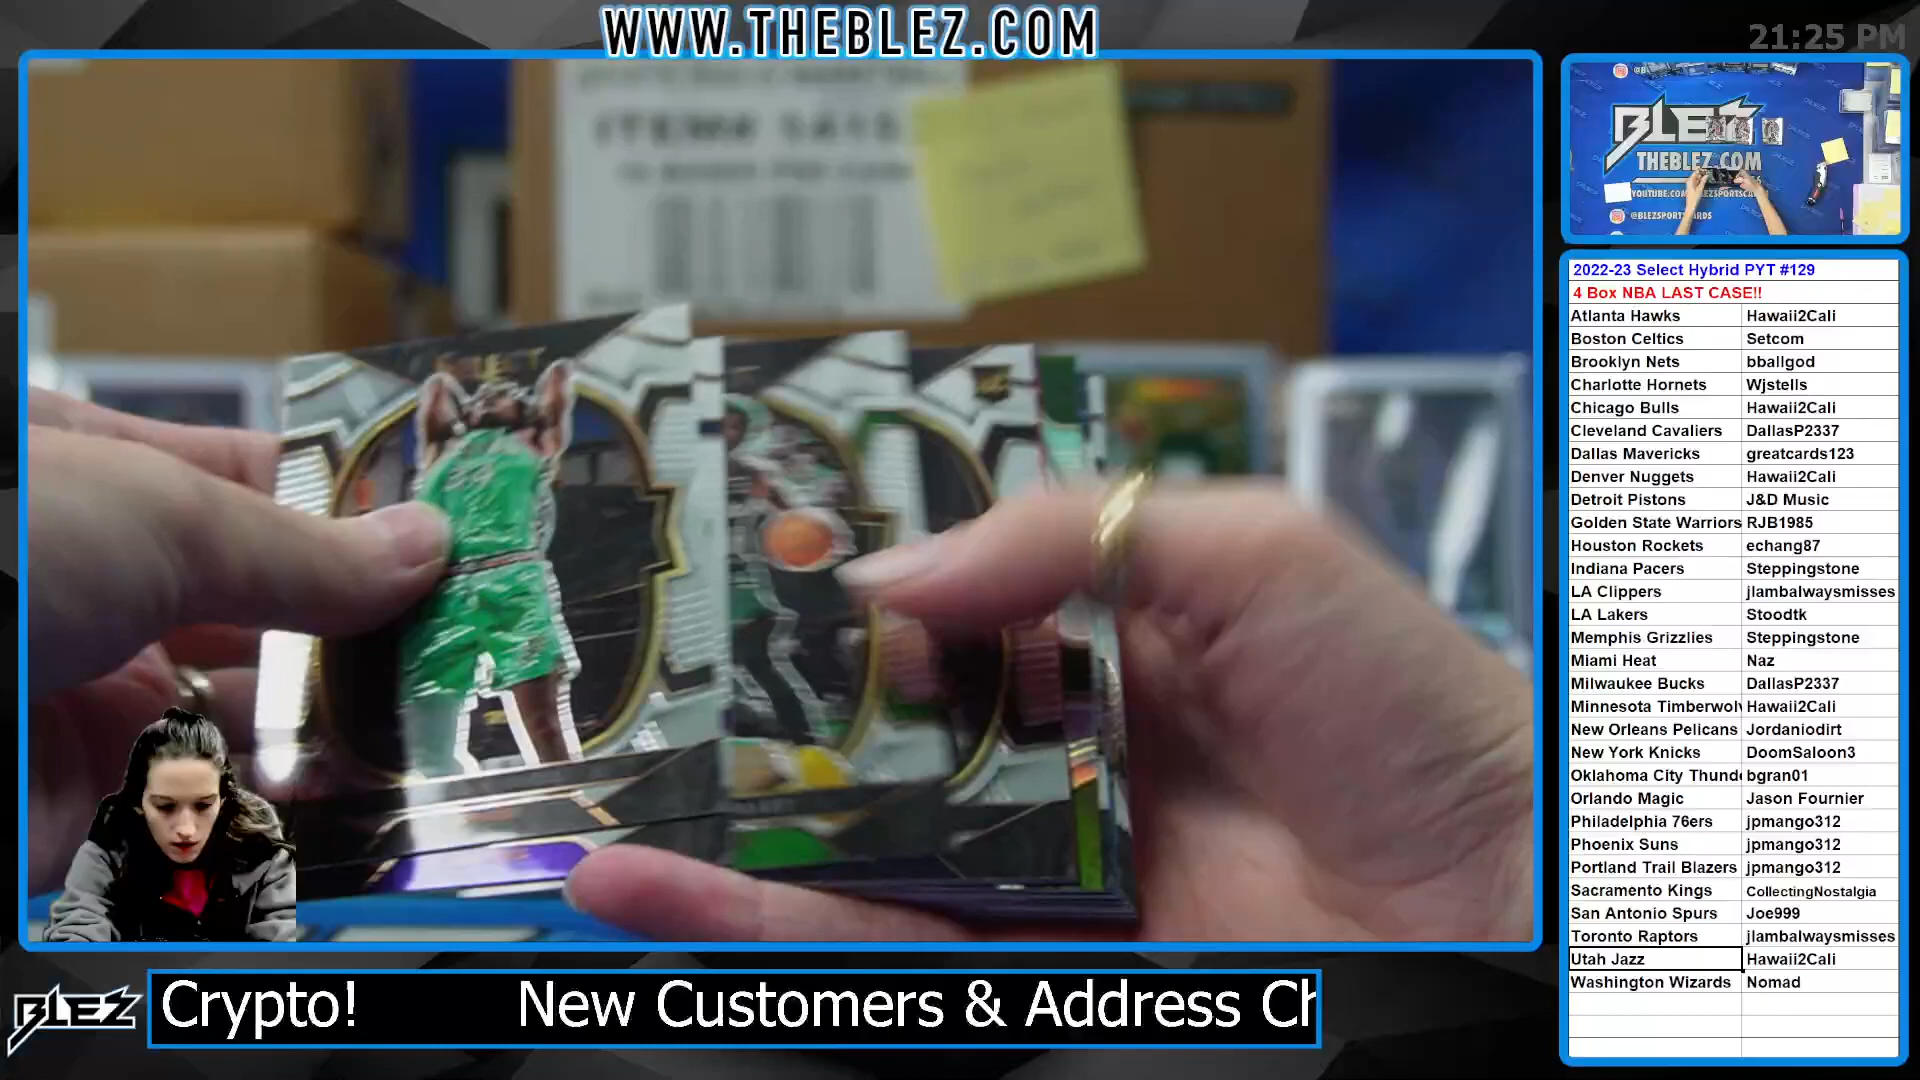 WWW.THEBLEZ.COM
21:25 PM
ITEM#
SELECT
BLEZ
THEBLEZ.COM
@BLEZSPORTSCARDS
2022-23 Select Hybrid PYT #129
4 Box NBA LAST CASE!!
Atlanta Hawks Hawaii2Cali
Boston Celtics Setcom
Brooklyn Nets bballgod
Charlotte Hornets Wjstells
Chicago Bulls Hawaii2Cali
Cleveland Cavaliers DallasP2337
Dallas Mavericks greatcards123
Denver Nuggets Hawaii2Cali
Detroit Pistons J&D Music
Golden State Warriors RJB1985
Houston Rockets echang87
Indiana Pacers Steppingstone
LA Clippers jlambalwaysmisses
LA Lakers Stoodtk
Memphis Grizzlies Steppingstone
Miami Heat Naz
Milwaukee Bucks DallasP2337
Minnesota Timberwolv Hawaii2Cali
New Orleans Pelicans Jordaniodirt
New York Knicks DoomSaloon3
Oklahoma City Thunde bgran01
Orlando Magic Jason Fournier
Philadelphia 76ers jpmango312
Phoenix Suns jpmango312
Portland Trail Blazers jpmango312
Sacramento Kings CollectingNostalgia
San Antonio Spurs Joe999
Toronto Raptors jlambalwaysmisses
Utah Jazz Hawaii2Cali
Washington Wizards Nomad
BLEZ
Crypto! New Customers & Address Ch